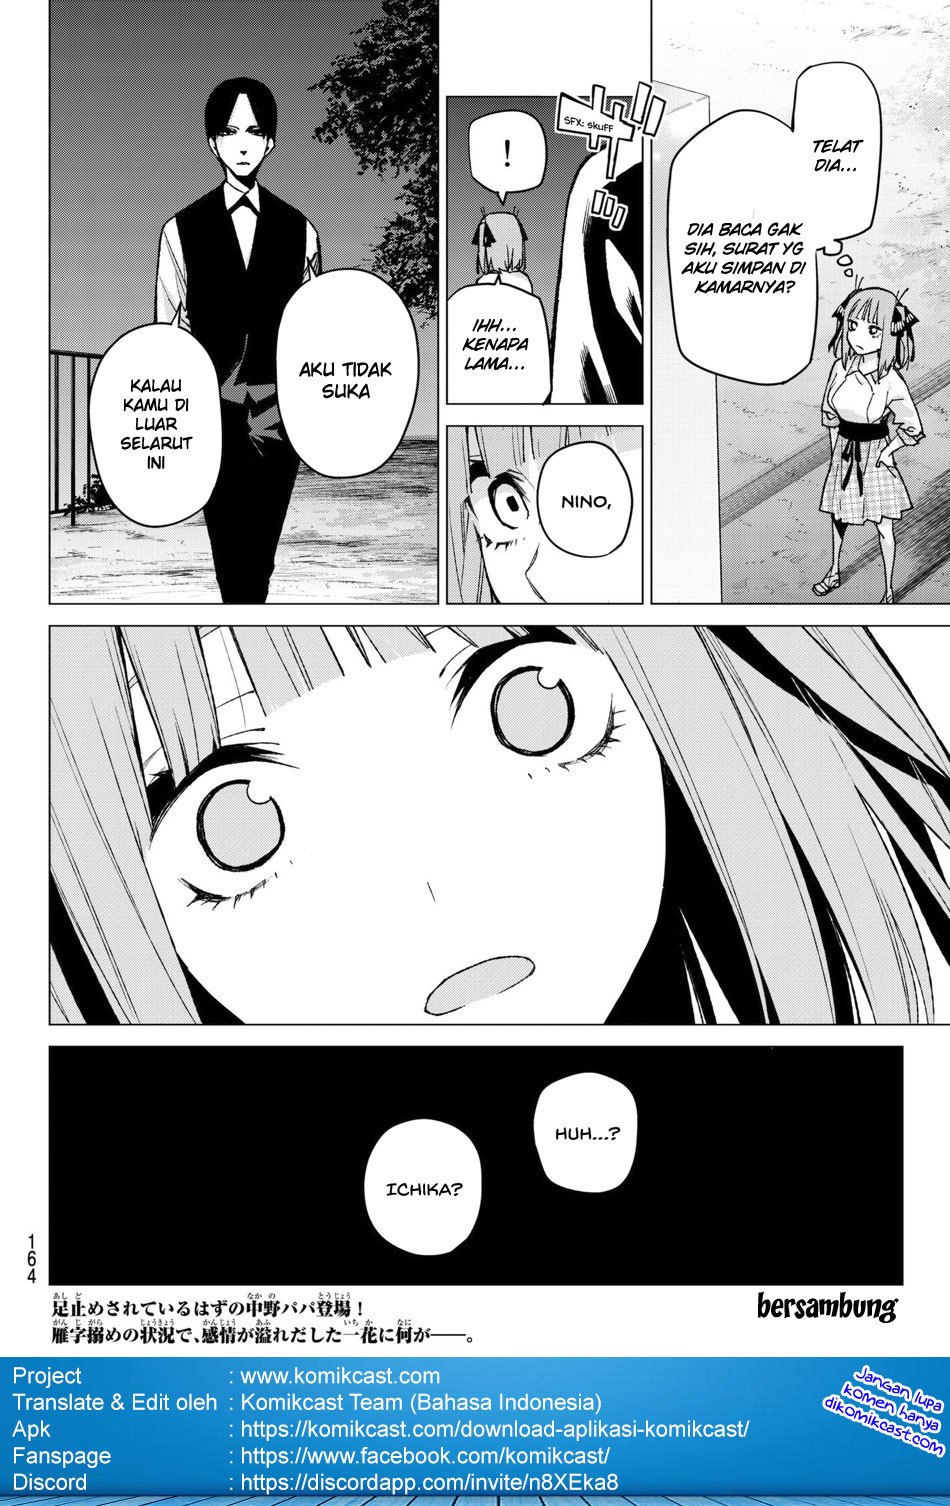 TELAT
DIA...
DIA BACA GAK
SIH, SURAT YG
AKU SIMPAN DI
KAMARNYA?
SFX: skuff
!
IHH...
KENAPA
LAMA...
NINO,
AKU TIDAK
SUKA
KALAU
KAMU DI
LUAR
SELARUT
INI
HUH...?
ICHIKA?
164
足止めされているはずの中野パパ登場！
雁字搦めの状況で、感情が溢れだした一花に何が――。
bersambung
Project : www.komikcast.com
Translate & Edit oleh : Komikcast Team (Bahasa Indonesia)
Apk : https://komikcast.com/download-aplikasi-komikcast/
Fanspage : https://www.facebook.com/komikcast/
Discord : https://discordapp.com/invite/n8XEka8
Jangan lupa
komen hanya
dikomikcast.com!